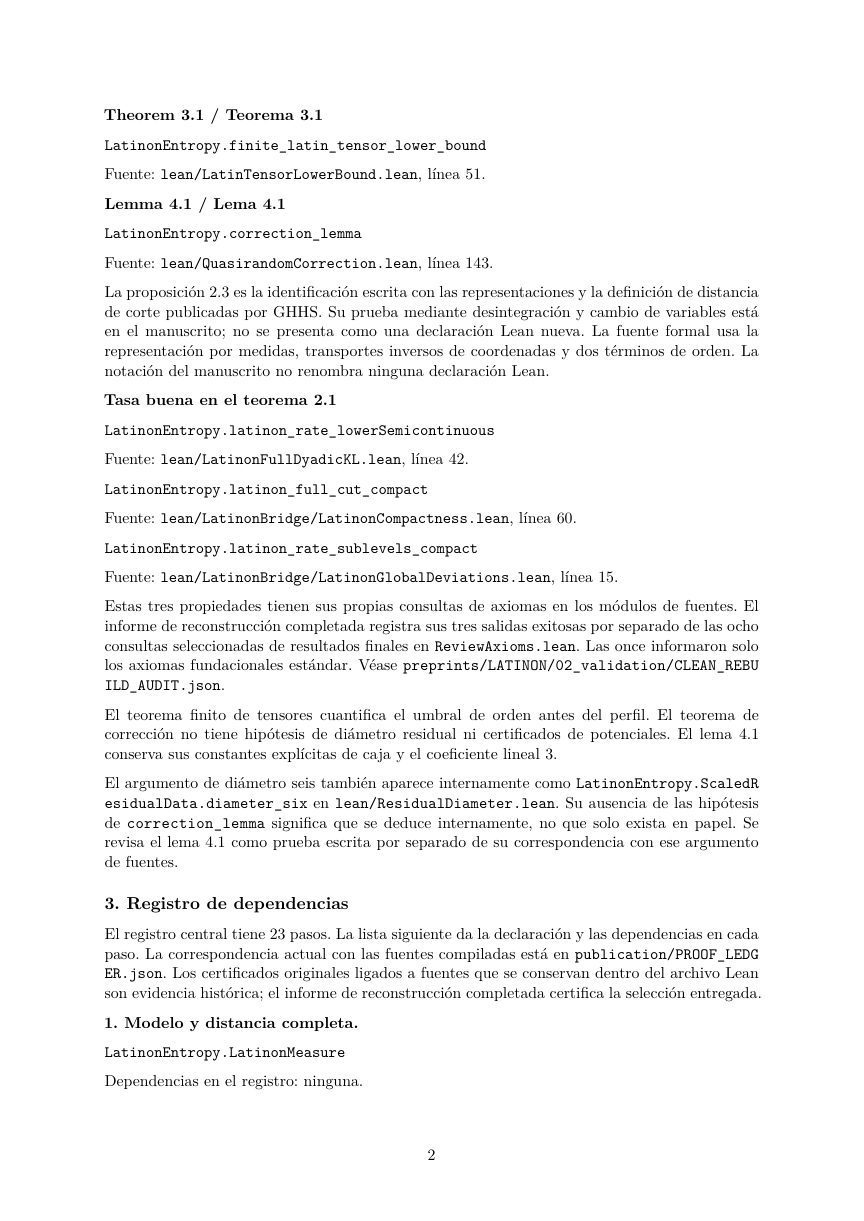 Theorem 3.1 / Teorema 3.1
LatinonEntropy.finite_latin_tensor_lower_bound
Fuente: lean/LatinTensorLowerBound.lean, línea 51.
Lemma 4.1 / Lema 4.1
LatinonEntropy.correction_lemma
Fuente: lean/QuasirandomCorrection.lean, línea 143.
La proposición 2.3 es la identificación escrita con las representaciones y la definición de distancia
de corte publicadas por GHHS. Su prueba mediante desintegración y cambio de variables está
en el manuscrito; no se presenta como una declaración Lean nueva. La fuente formal usa la
representación por medidas, transportes inversos de coordenadas y dos términos de orden. La
notación del manuscrito no renombra ninguna declaración Lean.
Tasa buena en el teorema 2.1
LatinonEntropy.latinon_rate_lowerSemicontinuous
Fuente: lean/LatinonFullDyadicKL.lean, línea 42.
LatinonEntropy.latinon_full_cut_compact
Fuente: lean/LatinonBridge/LatinonCompactness.lean, línea 60.
LatinonEntropy.latinon_rate_sublevels_compact
Fuente: lean/LatinonBridge/LatinonGlobalDeviations.lean, línea 15.
Estas tres propiedades tienen sus propias consultas de axiomas en los módulos de fuentes. El
informe de reconstrucción completada registra sus tres salidas exitosas por separado de las ocho
consultas seleccionadas de resultados finales en ReviewAxioms.lean. Las once informaron solo
los axiomas fundacionales estándar. Véase preprints/LATINON/02_validation/CLEAN_REBU
ILD_AUDIT.json.
El teorema finito de tensores cuantifica el umbral de orden antes del perfil. El teorema de
corrección no tiene hipótesis de diámetro residual ni certificados de potenciales. El lema 4.1
conserva sus constantes explícitas de caja y el coeficiente lineal 3.
El argumento de diámetro seis también aparece internamente como LatinonEntropy.ScaledR
esidualData.diameter_six en lean/ResidualDiameter.lean. Su ausencia de las hipótesis
de correction_lemma significa que se deduce internamente, no que solo exista en papel. Se
revisa el lema 4.1 como prueba escrita por separado de su correspondencia con ese argumento
de fuentes.
3. Registro de dependencias
El registro central tiene 23 pasos. La lista siguiente da la declaración y las dependencias en cada
paso. La correspondencia actual con las fuentes compiladas está en publication/PROOF_LEDG
ER.json. Los certificados originales ligados a fuentes que se conservan dentro del archivo Lean
son evidencia histórica; el informe de reconstrucción completada certifica la selección entregada.
1. Modelo y distancia completa.
LatinonEntropy.LatinonMeasure
Dependencias en el registro: ninguna.
2